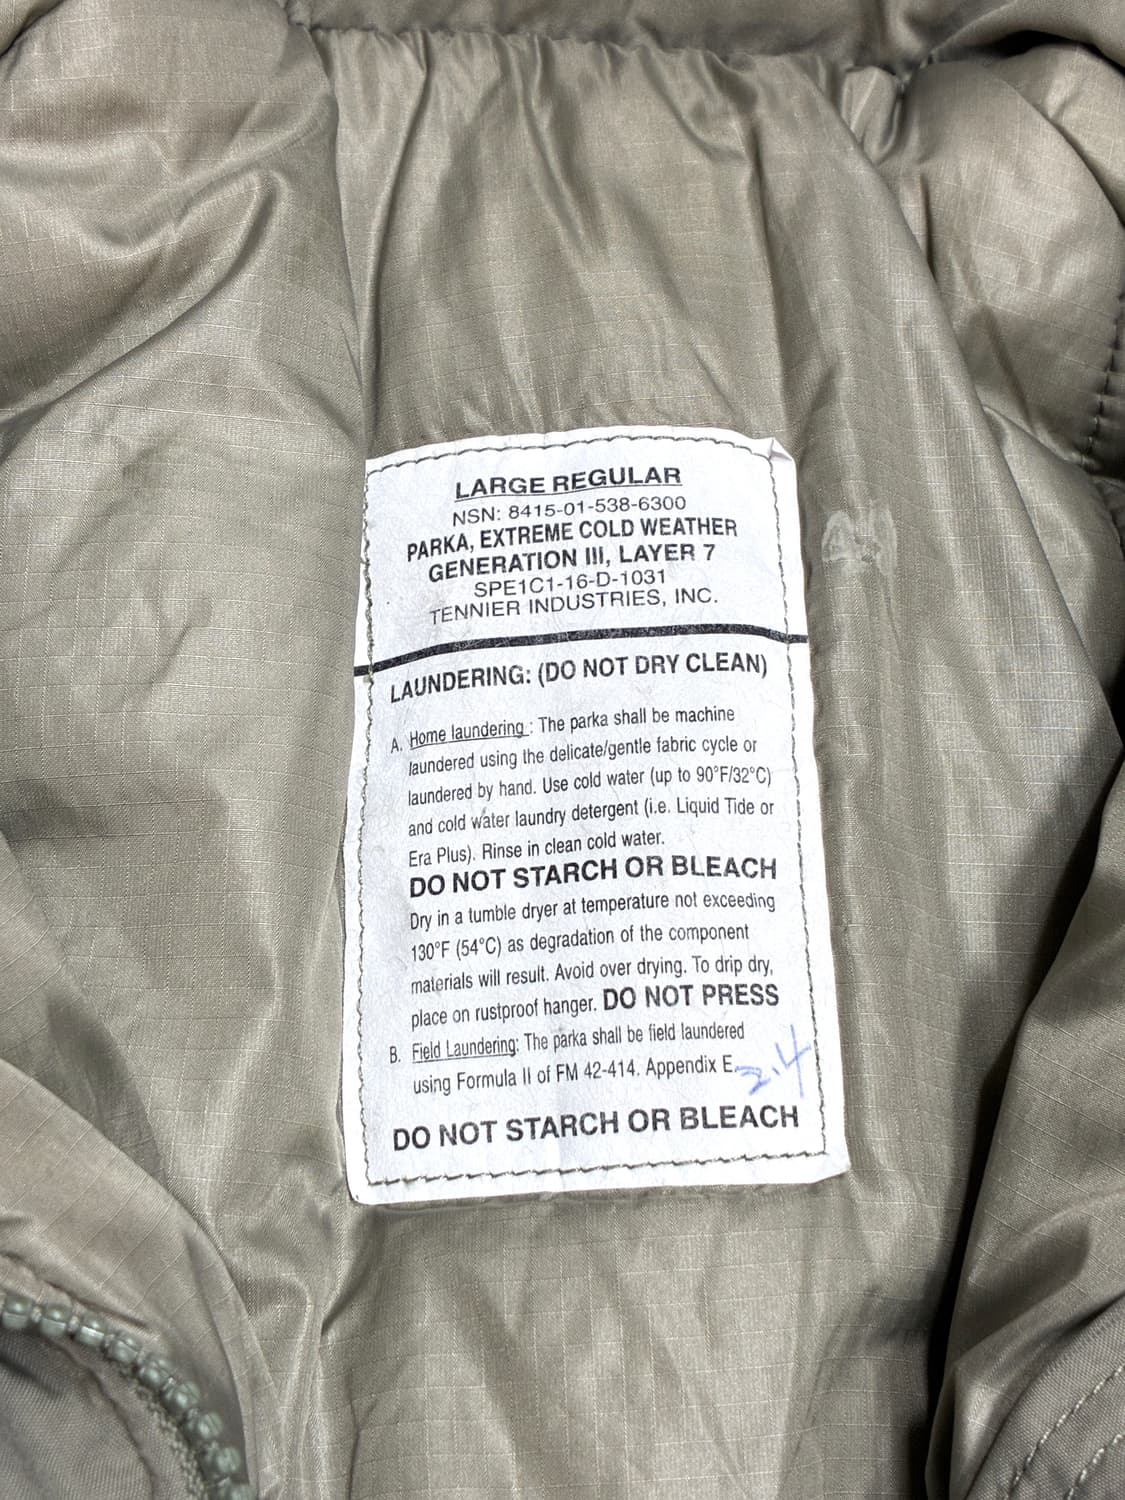 LARGE REGULAR
NSN: 8415-01-538-6300
PARKA, EXTREME COLD WEATHER
GENERATION III, LAYER 7
SPE1C1-16-D-1031
TENNIER INDUSTRIES, INC.
LAUNDERING: (DO NOT DRY CLEAN)
A. Home laundering : The parka shall be machine
laundered using the delicate/gentle fabric cycle or
laundered by hand. Use cold water (up to 90°F/32°C)
and cold water laundry detergent (i.e. Liquid Tide or
Era Plus). Rinse in clean cold water.
DO NOT STARCH OR BLEACH
Dry in a tumble dryer at temperature not exceeding
130°F (54°C) as degradation of the component
materials will result. Avoid over drying. To drip dry,
place on rustproof hanger. DO NOT PRESS
B. Field Laundering: The parka shall be field laundered
using Formula II of FM 42-414. Appendix E.
2.4
DO NOT STARCH OR BLEACH